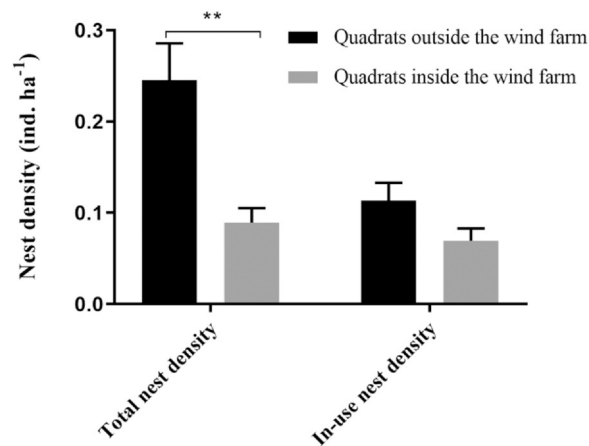 Nest density (ind. ha⁻¹)
0.3
0.2
0.1
0.0
**
Quadrats outside the wind farm
Quadrats inside the wind farm
Total nest density
In-use nest density